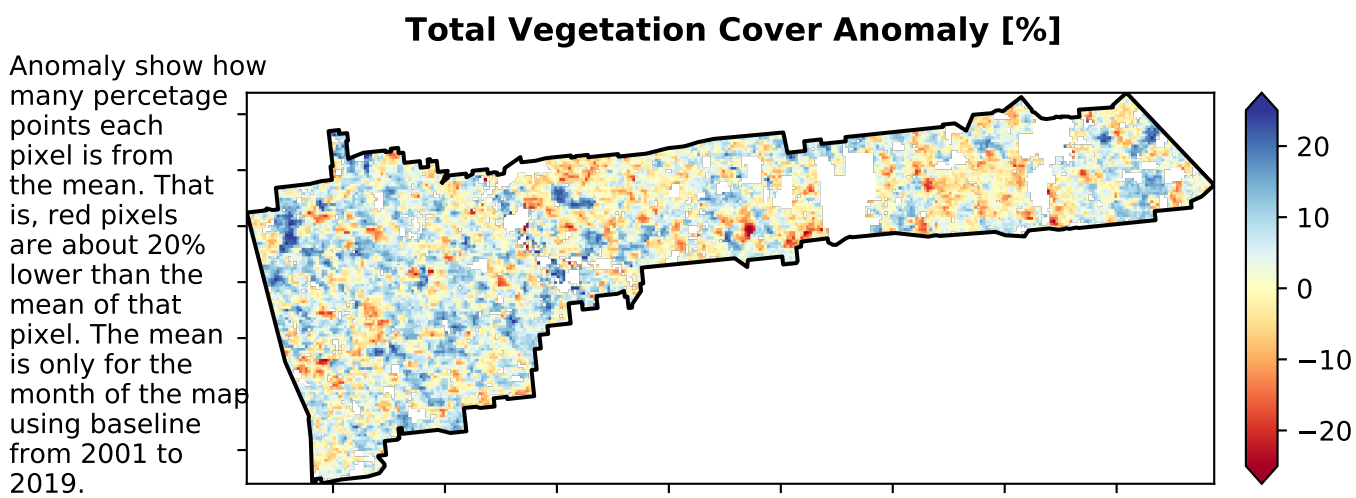 Total Vegetation Cover Anomaly [%]
Anomaly show how
many percetage
points each
pixel is from
the mean. That
is, red pixels
are about 20%
lower than the
mean of that
pixel. The mean
is only for the
month of the map
using baseline
from 2001 to
2019.
20
10
0
−10
−20